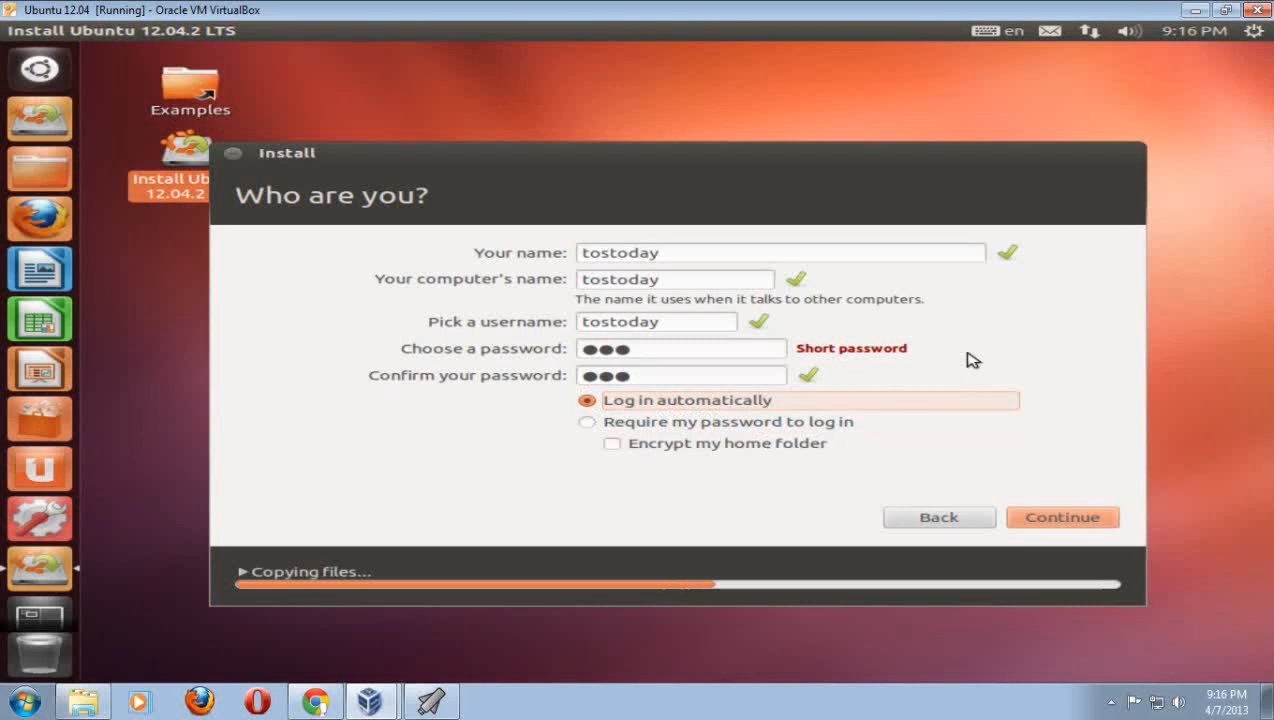 Ubuntu 12.04 [Running] - Oracle VM VirtualBox
Install Ubuntu 12.04.2 LTS
en
9:16 PM
Examples
Install Ub
12.04.2
Install
Who are you?
Your name: tostoday
Your computer's name: tostoday
The name it uses when it talks to other computers.
Pick a username: tostoday
Choose a password: ●●● Short password
Confirm your password: ●●●
Log in automatically
Require my password to log in
Encrypt my home folder
Back
Continue
Copying files...
9:16 PM
4/7/2013